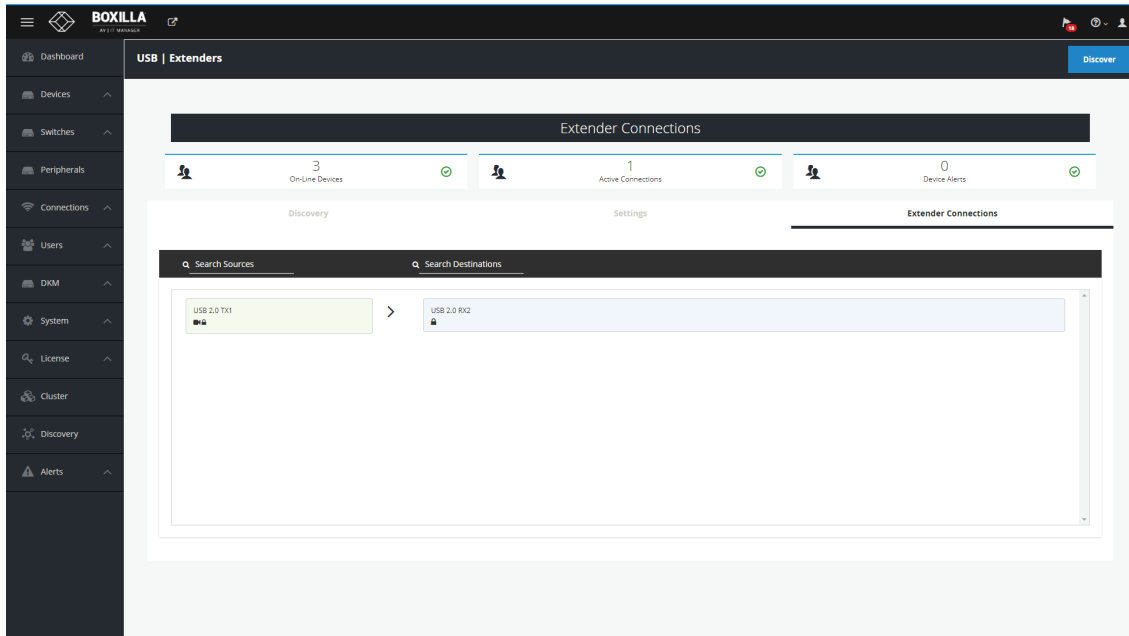 BOXILLA
AV | IT MANAGER
18
Dashboard
USB | Extenders
Discover
Devices
Switches
Extender Connections
Peripherals
3
On-Line Devices
1
Active Connections
0
Device Alerts
Connections
Discovery
Settings
Extender Connections
Users
Search Sources
Search Destinations
DKM
System
USB 2.0 TX1
USB 2.0 RX2
License
Cluster
Discovery
Alerts